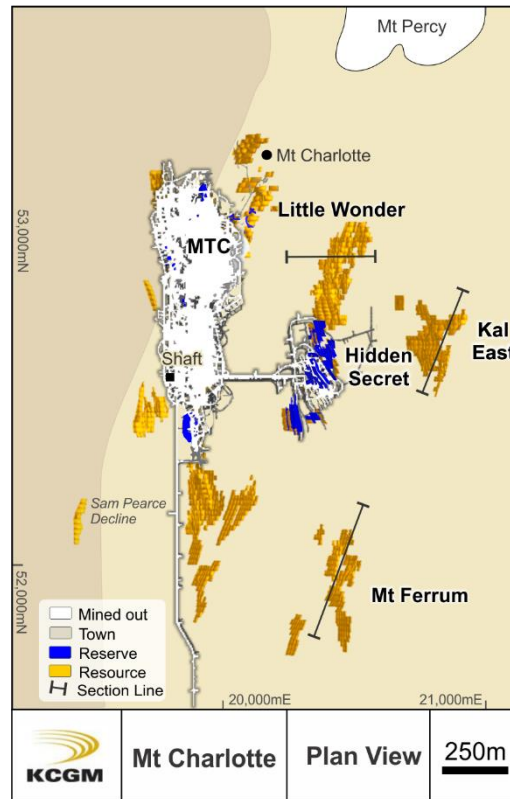 Mt Percy
Mt Charlotte
Little Wonder
53,000mN
MTC
Kal
East
Hidden
Secret
Shaft
Sam Pearce
Decline
52,000mN
Mt Ferrum
Mined out
Town
Reserve
Resource
Section Line
20,000mE
21,000mE
KCGM
Mt Charlotte
Plan View
250m